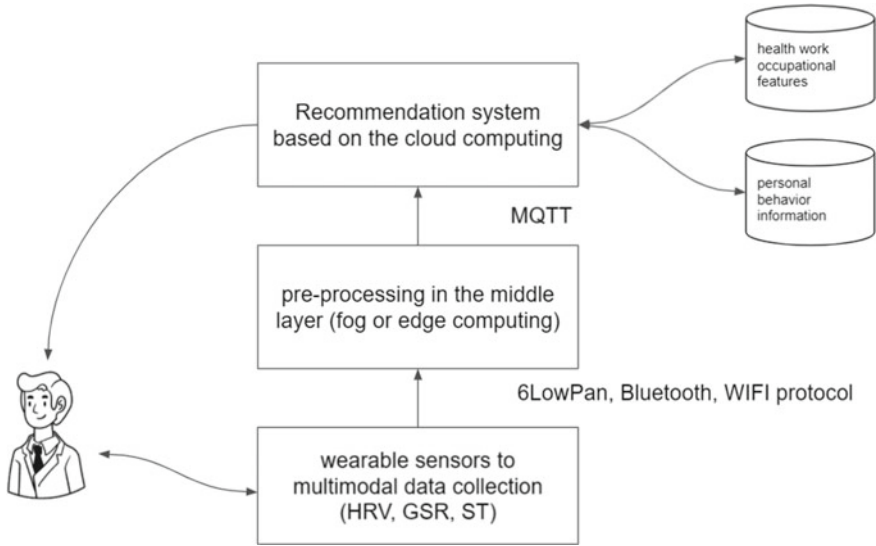 health work
occupational
features
Recommendation system
based on the cloud computing
personal
behavior
information
MQTT
pre-processing in the middle
layer (fog or edge computing)
6LowPan, Bluetooth, WIFI protocol
wearable sensors to
multimodal data collection
(HRV, GSR, ST)